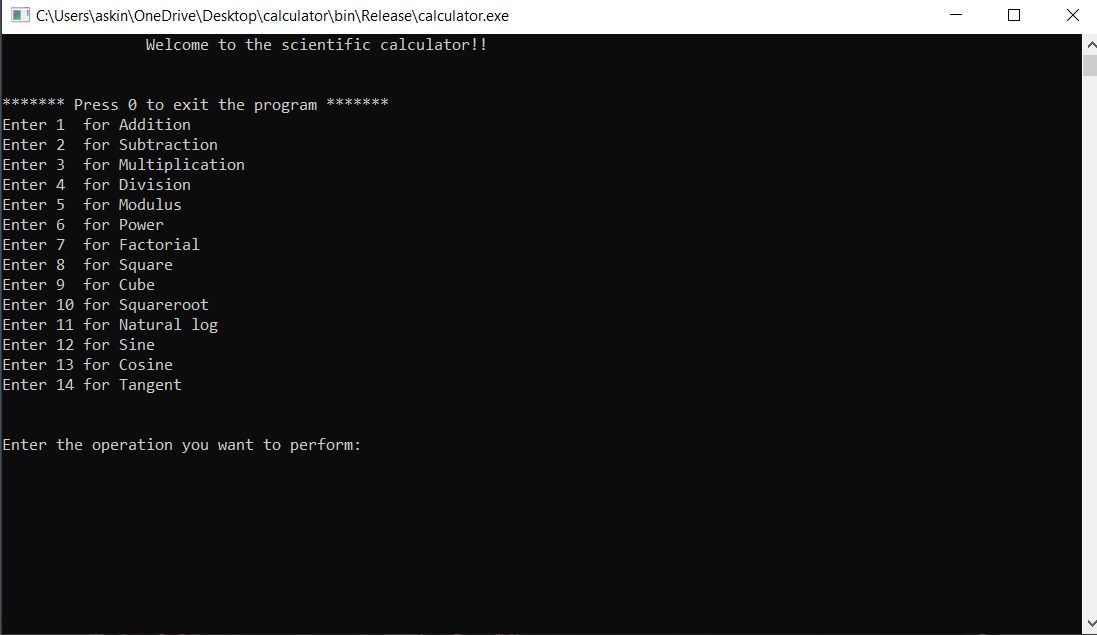 C:\Users\askin\OneDrive\Desktop\calculator\bin\Release\calculator.exe
Welcome to the scientific calculator!!
******* Press 0 to exit the program *******
Enter 1  for Addition
Enter 2  for Subtraction
Enter 3  for Multiplication
Enter 4  for Division
Enter 5  for Modulus
Enter 6  for Power
Enter 7  for Factorial
Enter 8  for Square
Enter 9  for Cube
Enter 10 for Squareroot
Enter 11 for Natural log
Enter 12 for Sine
Enter 13 for Cosine
Enter 14 for Tangent
Enter the operation you want to perform: